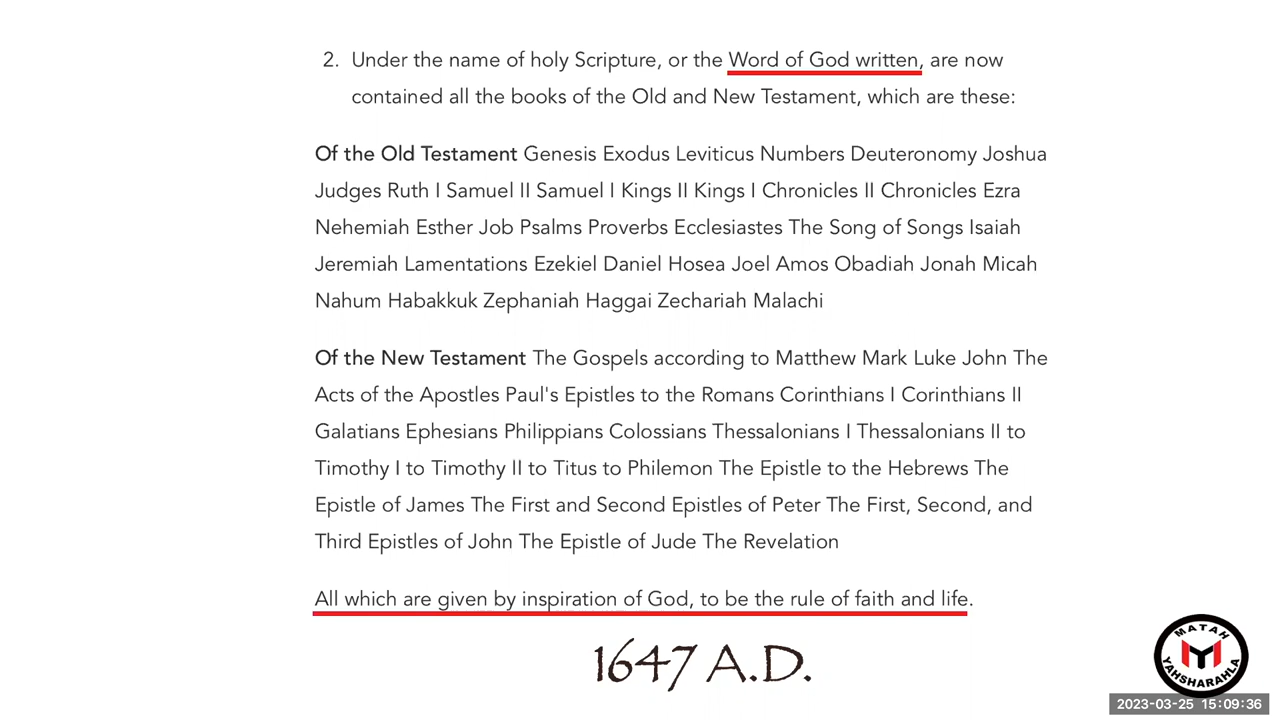 2. Under the name of holy Scripture, or the Word of God written, are now
contained all the books of the Old and New Testament, which are these:
Of the Old Testament Genesis Exodus Leviticus Numbers Deuteronomy Joshua
Judges Ruth I Samuel II Samuel I Kings II Kings I Chronicles II Chronicles Ezra
Nehemiah Esther Job Psalms Proverbs Ecclesiastes The Song of Songs Isaiah
Jeremiah Lamentations Ezekiel Daniel Hosea Joel Amos Obadiah Jonah Micah
Nahum Habakkuk Zephaniah Haggai Zechariah Malachi
Of the New Testament The Gospels according to Matthew Mark Luke John The
Acts of the Apostles Paul's Epistles to the Romans Corinthians I Corinthians II
Galatians Ephesians Philippians Colossians Thessalonians I Thessalonians II to
Timothy I to Timothy II to Titus to Philemon The Epistle to the Hebrews The
Epistle of James The First and Second Epistles of Peter The First, Second, and
Third Epistles of John The Epistle of Jude The Revelation
All which are given by inspiration of God, to be the rule of faith and life.
1647 A.D.
MATAH
YAHSHARAHLA
2023-03-25 15:09:36